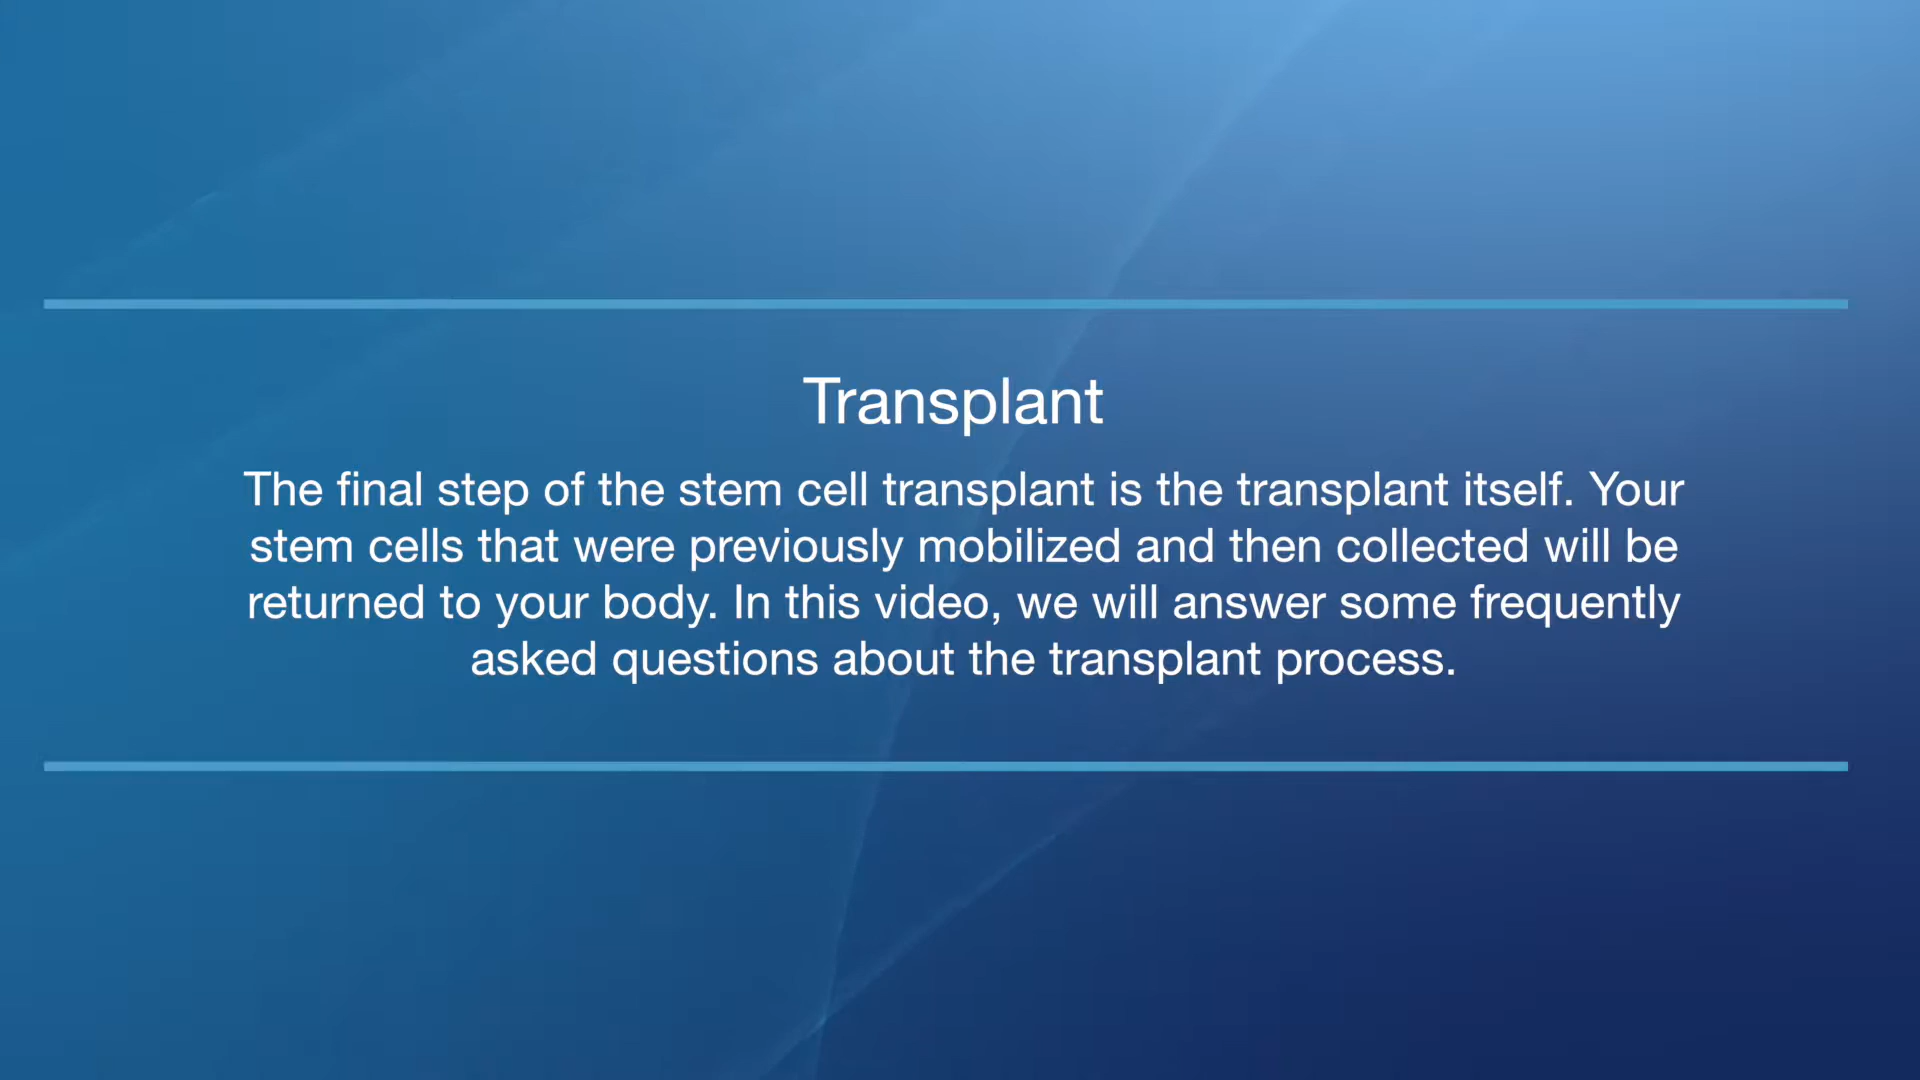 Transplant
The final step of the stem cell transplant is the transplant itself. Your
stem cells that were previously mobilized and then collected will be
returned to your body. In this video, we will answer some frequently
asked questions about the transplant process.